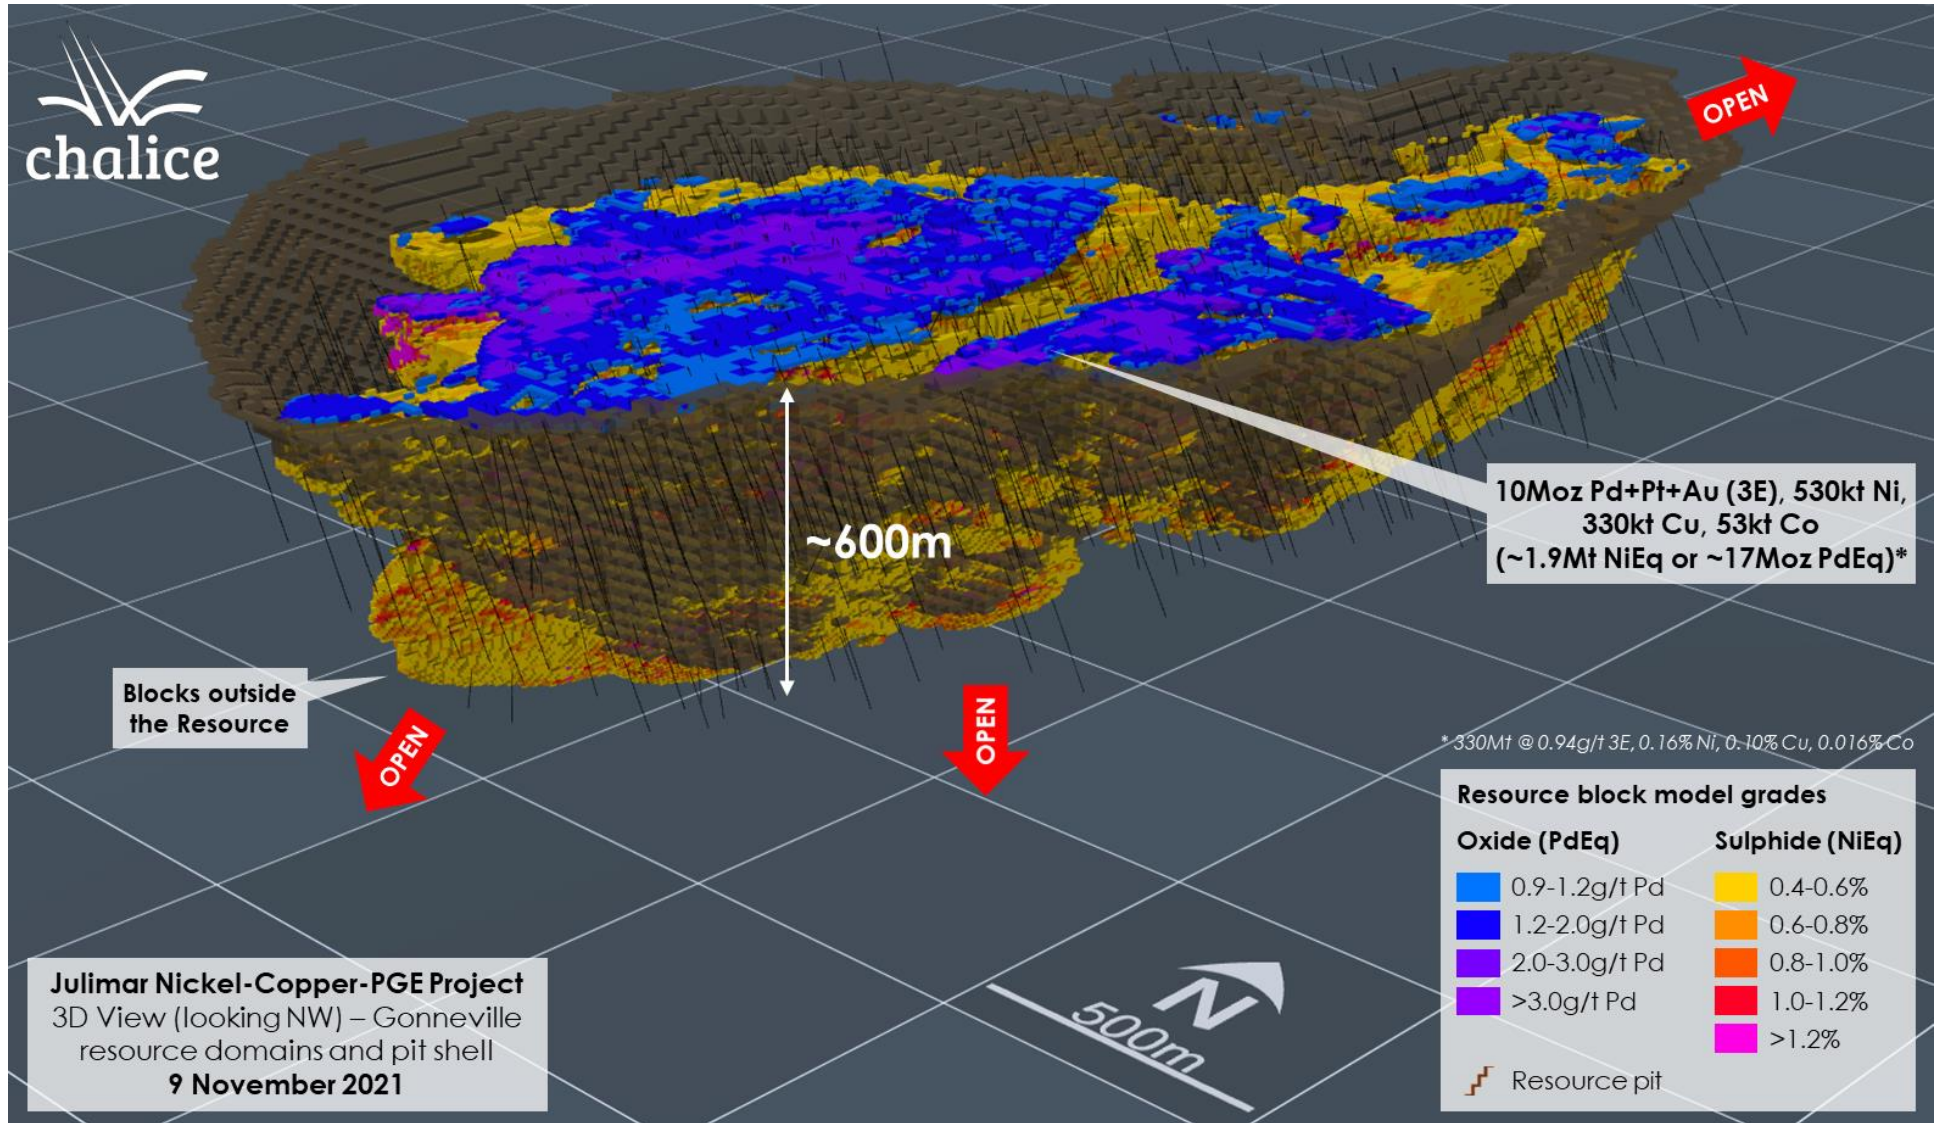 chalice
OPEN
~600m
10Moz Pd+Pt+Au (3E), 530kt Ni,
330kt Cu, 53kt Co
(~1.9Mt NiEq or ~17Moz PdEq)*
Blocks outside
the Resource
OPEN
OPEN
* 330Mt @ 0.94g/t 3E, 0.16% Ni, 0.10% Cu, 0.016% Co
Resource block model grades
Oxide (PdEq)
0.9-1.2g/t Pd
1.2-2.0g/t Pd
2.0-3.0g/t Pd
>3.0g/t Pd
Sulphide (NiEq)
0.4-0.6%
0.6-0.8%
0.8-1.0%
1.0-1.2%
>1.2%
Resource pit
N
500m
Julimar Nickel-Copper-PGE Project
3D View (looking NW) – Gonneville
resource domains and pit shell
9 November 2021